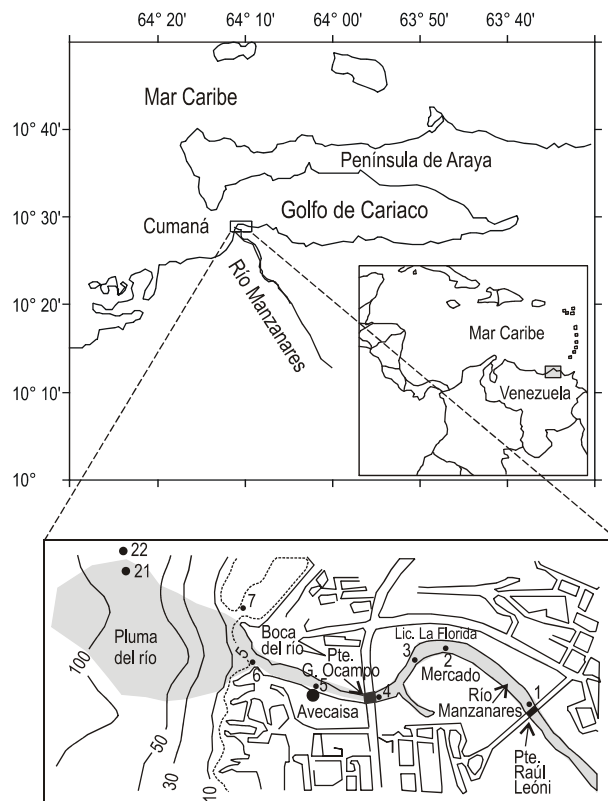 64° 20' 64° 10' 64° 00' 63° 50' 63° 40'
Mar Caribe
10° 40'
Península de Araya
10° 30'
Golfo de Cariaco
Cumaná
Río Manzanares
10° 20'
Mar Caribe
Venezuela
10° 10'
10°
22
21
7
Pluma
del río
Boca
del río
Pte.
G. Ocampo
Lic. La Florida
3
2
Mercado
5
6
5
4
Avecaisa
Río
Manzanares
1
Pte.
Raúl
Leóni
100
50
30
10